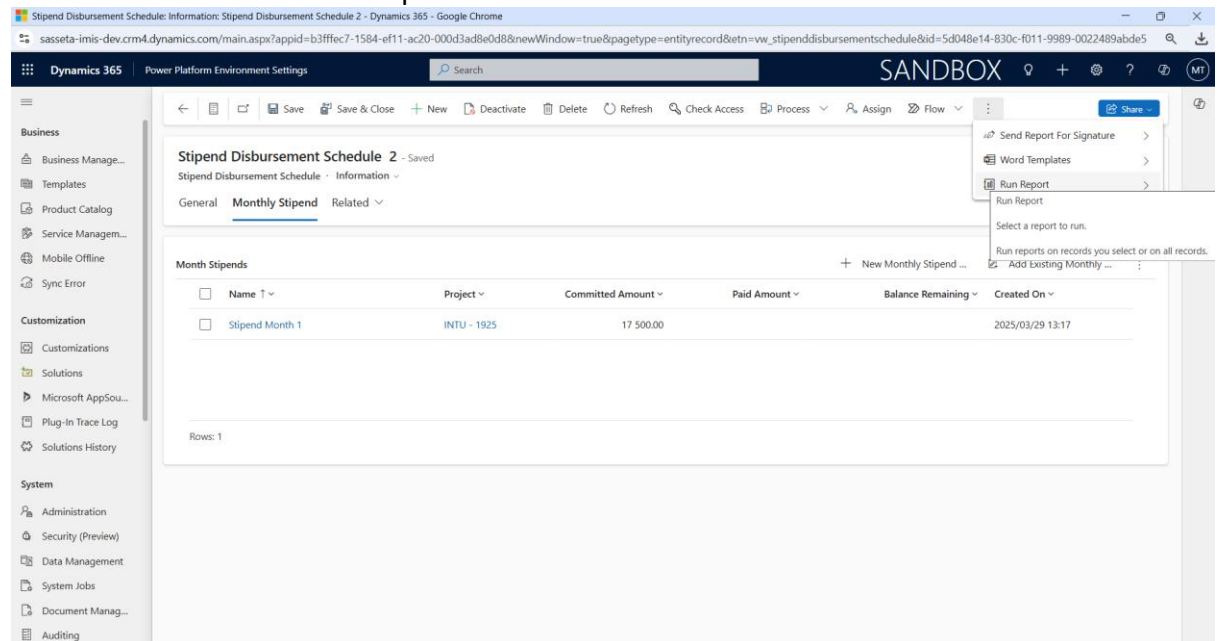 Stipend Disbursement Schedule: Information: Stipend Disbursement Schedule 2 - Dynamics 365 - Google Chrome
sasseta-imis-dev.crm4.dynamics.com/main.aspx?appid=b3fffec7-1584-ef11-ac20-000d3ad8e0d8&newWindow=true&pagetype=entityrecord&etn=vw_stipenddisbursementschedule&id=5d048e14-830c-f011-9989-0022489abde5
Dynamics 365 Power Platform Environment Settings Search SANDBOX MT
Save Save & Close New Deactivate Delete Refresh Check Access Process Assign Flow Share
Send Report For Signature
Word Templates
Run Report
Run Report
Select a report to run.
Run reports on records you select or on all records.
Business
Business Manage...
Templates
Product Catalog
Service Managem...
Mobile Offline
Sync Error
Customization
Customizations
Solutions
Microsoft AppSou...
Plug-In Trace Log
Solutions History
System
Administration
Security (Preview)
Data Management
System Jobs
Document Manag...
Auditing
Stipend Disbursement Schedule 2 - Saved
Stipend Disbursement Schedule · Information
General Monthly Stipend Related
Month Stipends
New Monthly Stipend ... Add Existing Monthly ...
Name ↑ Project Committed Amount Paid Amount Balance Remaining Created On
Stipend Month 1 INTU - 1925 17 500.00 2025/03/29 13:17
Rows: 1